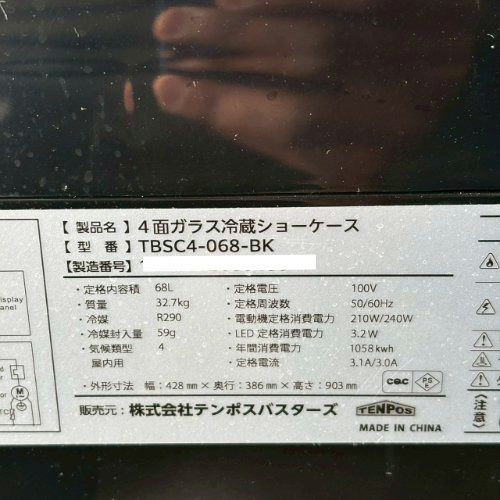 【 製品名 】4面ガラス冷蔵ショーケース
【 型 番 】TBSC4-068-BK
【製造番号】
・定格内容積 68L ・定格電圧 100V
・質量 32.7kg ・定格周波数 50/60Hz
・冷媒 R290 ・電動機定格消費電力 210W/240W
・冷媒封入量 59g ・LED 定格消費電力 3.2W
・気候類型 4 ・年間消費電力 1058kwh
屋内用 ・定格電流 3.1A/3.0A
・外形寸法 幅：428mm×奥行：386mm×高さ：903mm
cqc PSE
販売元：株式会社テンポスバスターズ TENPOS
MADE IN CHINA
isplay
anel
M